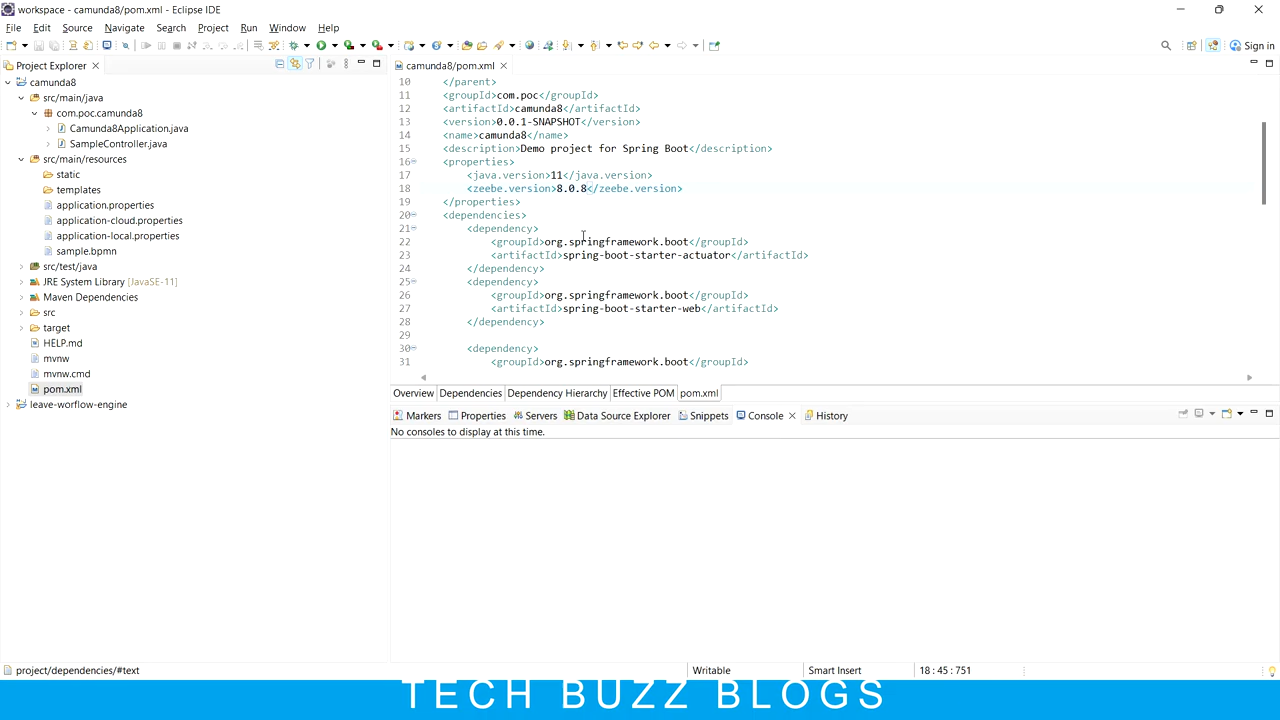 workspace - camunda8/pom.xml - Eclipse IDE
File Edit Source Navigate Search Project Run Window Help
Sign in
Project Explorer
camunda8
src/main/java
com.poc.camunda8
Camunda8Application.java
SampleController.java
src/main/resources
static
templates
application.properties
application-cloud.properties
application-local.properties
sample.bpmn
src/test/java
JRE System Library [JavaSE-11]
Maven Dependencies
src
target
HELP.md
mvnw
mvnw.cmd
pom.xml
leave-worflow-engine
camunda8/pom.xml
10 </parent>
11 <groupId>com.poc</groupId>
12 <artifactId>camunda8</artifactId>
13 <version>0.0.1-SNAPSHOT</version>
14 <name>camunda8</name>
15 <description>Demo project for Spring Boot</description>
16 <properties>
17 <java.version>11</java.version>
18 <zeebe.version>8.0.8</zeebe.version>
19 </properties>
20 <dependencies>
21 <dependency>
22 <groupId>org.springframework.boot</groupId>
23 <artifactId>spring-boot-starter-actuator</artifactId>
24 </dependency>
25 <dependency>
26 <groupId>org.springframework.boot</groupId>
27 <artifactId>spring-boot-starter-web</artifactId>
28 </dependency>
29
30 <dependency>
31 <groupId>org.springframework.boot</groupId>
Overview Dependencies Dependency Hierarchy Effective POM pom.xml
Markers Properties Servers Data Source Explorer Snippets Console History
No consoles to display at this time.
project/dependencies/#text Writable Smart Insert 18 : 45 : 751
TECH BUZZ BLOGS